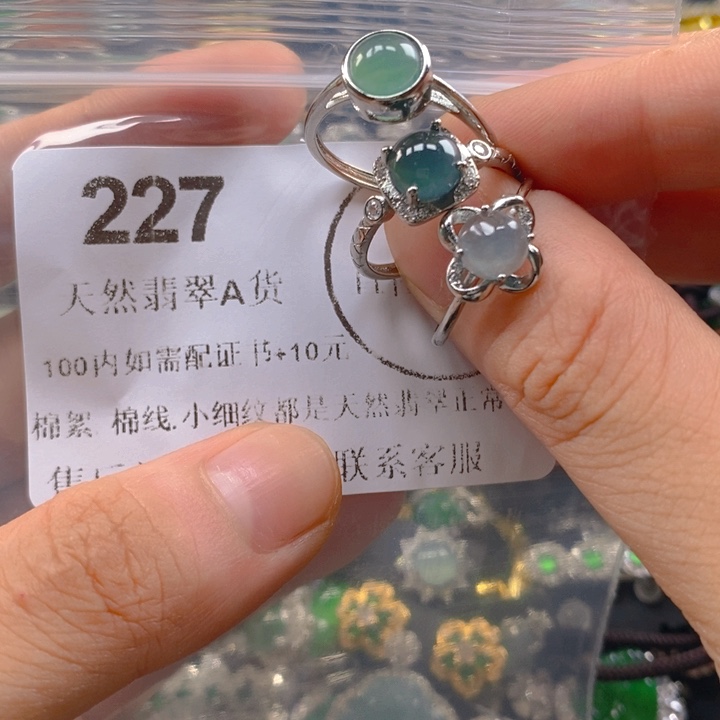 227
天然翡翠A货
100内如需配证书+10元
棉絮.棉线.小细纹都是天然翡翠正常
售 联系客服